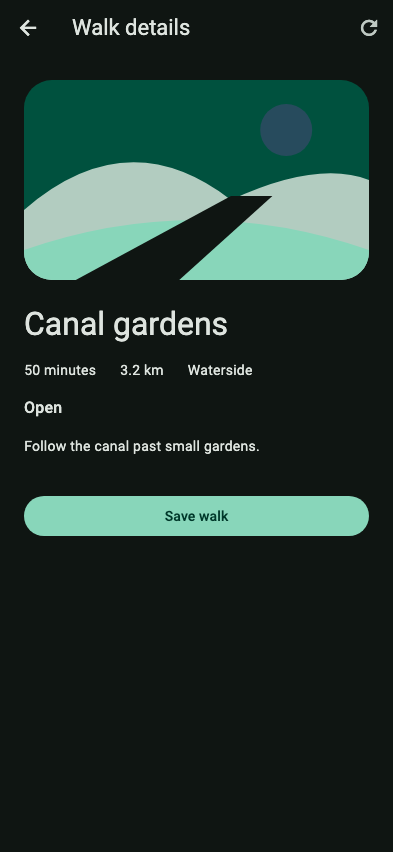 Walk details
Canal gardens
50 minutes 3.2 km Waterside
Open
Follow the canal past small gardens.
Save walk